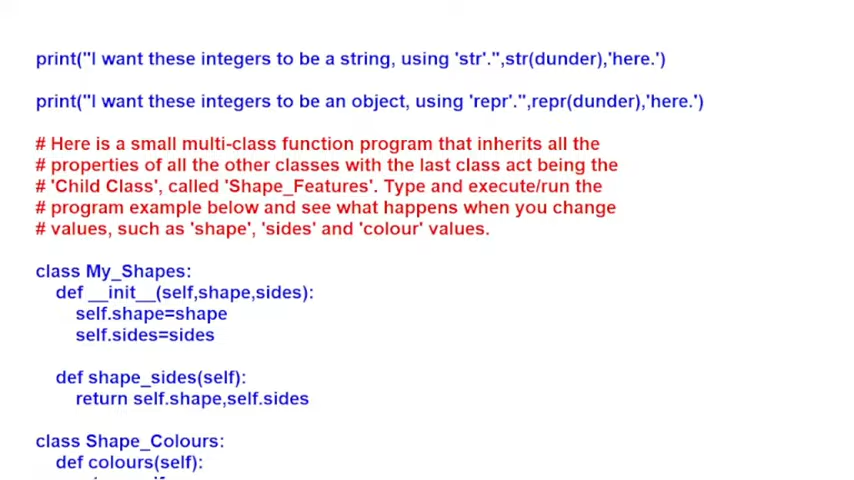 print("I want these integers to be a string, using 'str'.",str(dunder),'here.')
print("I want these integers to be an object, using 'repr'.",repr(dunder),'here.')
# Here is a small multi-class function program that inherits all the
# properties of all the other classes with the last class act being the
# 'Child Class', called 'Shape_Features'. Type and execute/run the
# program example below and see what happens when you change
# values, such as 'shape', 'sides' and 'colour' values.
class My_Shapes:
    def __init__(self,shape,sides):
        self.shape=shape
        self.sides=sides
    def shape_sides(self):
        return self.shape,self.sides
class Shape_Colours:
    def colours(self):